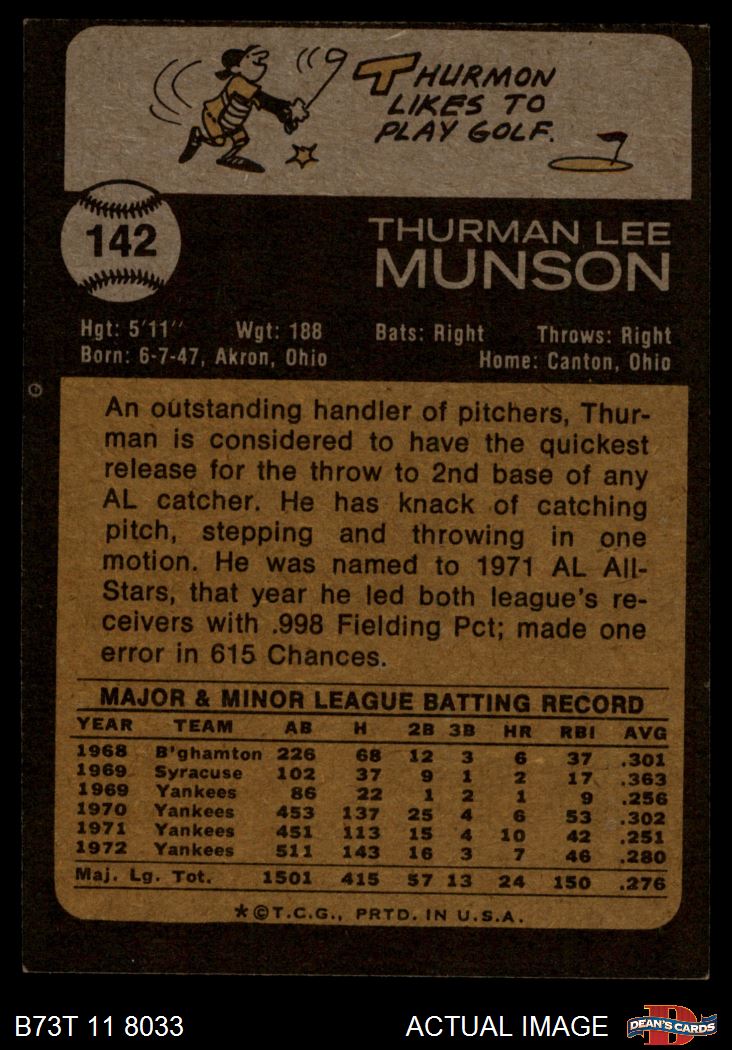 THURMON
LIKES TO
PLAY GOLF.
142
THURMAN LEE
MUNSON
Hgt: 5'11" Wgt: 188 Bats: Right Throws: Right
Born: 6-7-47, Akron, Ohio Home: Canton, Ohio
An outstanding handler of pitchers, Thur-
man is considered to have the quickest
release for the throw to 2nd base of any
AL catcher. He has knack of catching
pitch, stepping and throwing in one
motion. He was named to 1971 AL All-
Stars, that year he led both league's re-
ceivers with .998 Fielding Pct; made one
error in 615 Chances.
MAJOR & MINOR LEAGUE BATTING RECORD
YEAR TEAM AB H 2B 3B HR RBI AVG
1968 B'ghamton 226 68 12 3 6 37 .301
1969 Syracuse 102 37 9 1 2 17 .363
1969 Yankees 86 22 1 2 1 9 .256
1970 Yankees 453 137 25 4 6 53 .302
1971 Yankees 451 113 15 4 10 42 .251
1972 Yankees 511 143 16 3 7 46 .280
Maj. Lg. Tot. 1501 415 57 13 24 150 .276
*©T.C.G., PRTD. IN U.S.A.
B73T 11 8033 ACTUAL IMAGE DEAN'S CARDS